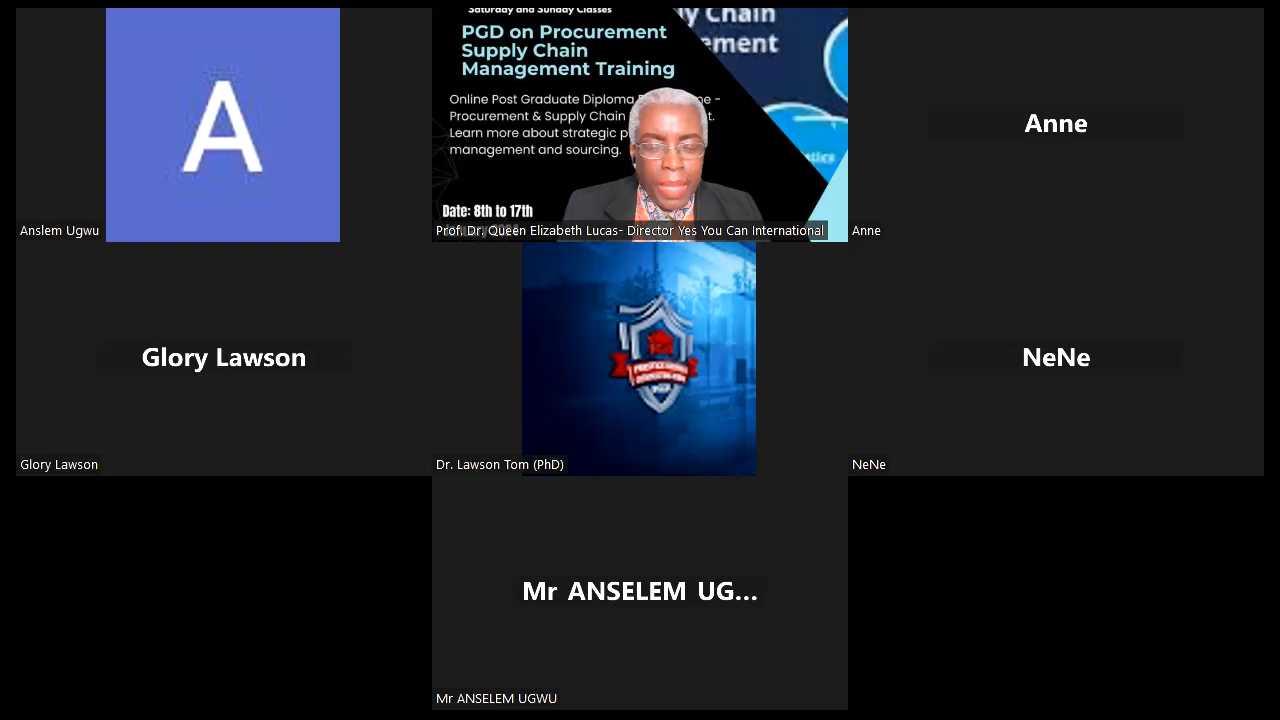 A
Anslem Ugwu
Saturday and Sunday Classes
PGD on Procurement
Supply Chain
Management Training
Online Post Graduate Diploma
Procurement & Supply Chain
Learn more about strategic
management and sourcing.
Date: 8th to 17th
Chain
Prof. Dr. Queen Elizabeth Lucas- Director Yes You Can International
Anne
Anne
Glory Lawson
Glory Lawson
Dr. Lawson Tom (PhD)
NeNe
NeNe
Mr ANSELEM UG...
Mr ANSELEM UGWU